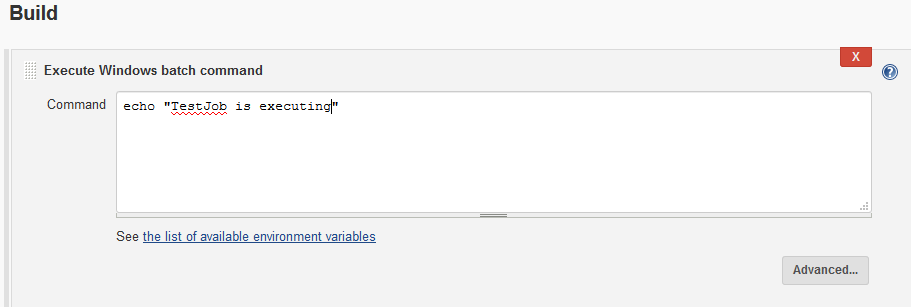 Build
X
Execute Windows batch command
?
Command
echo "TestJob is executing"
See the list of available environment variables
Advanced...